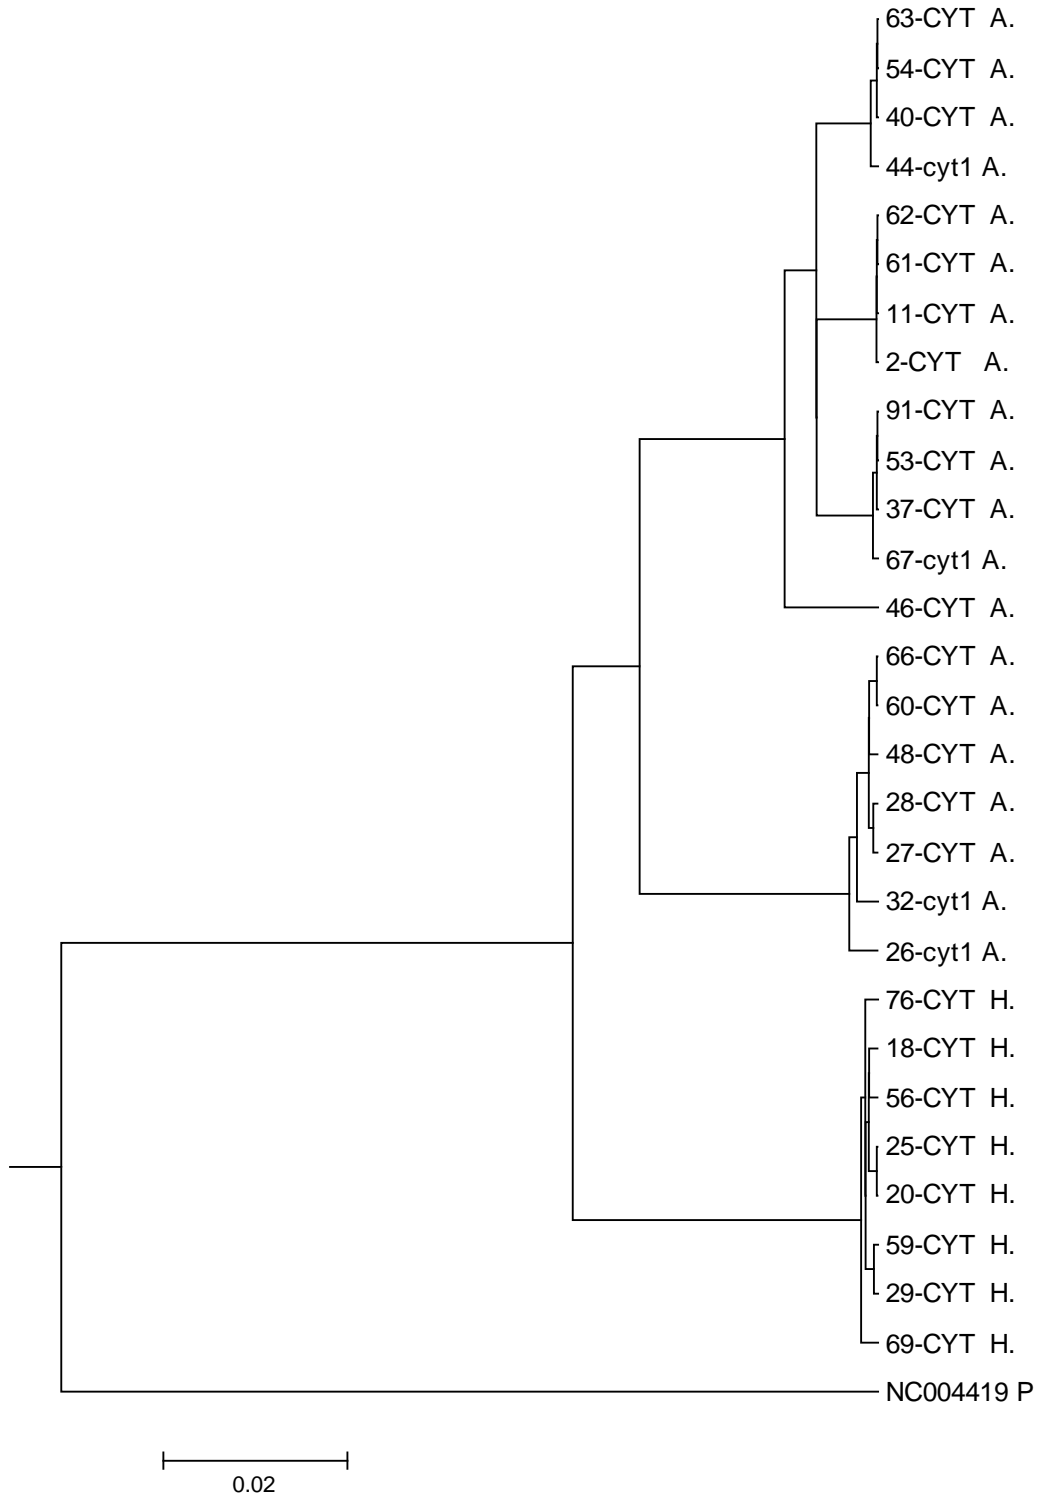 63-CYT A.
54-CYT A.
40-CYT A.
44-cyt1 A.
62-CYT A.
61-CYT A.
11-CYT A.
2-CYT A.
91-CYT A.
53-CYT A.
37-CYT A.
67-cyt1 A.
46-CYT A.
66-CYT A.
60-CYT A.
48-CYT A.
28-CYT A.
27-CYT A.
32-cyt1 A.
26-cyt1 A.
76-CYT H.
18-CYT H.
56-CYT H.
25-CYT H.
20-CYT H.
59-CYT H.
29-CYT H.
69-CYT H.
NC004419 P
0.02